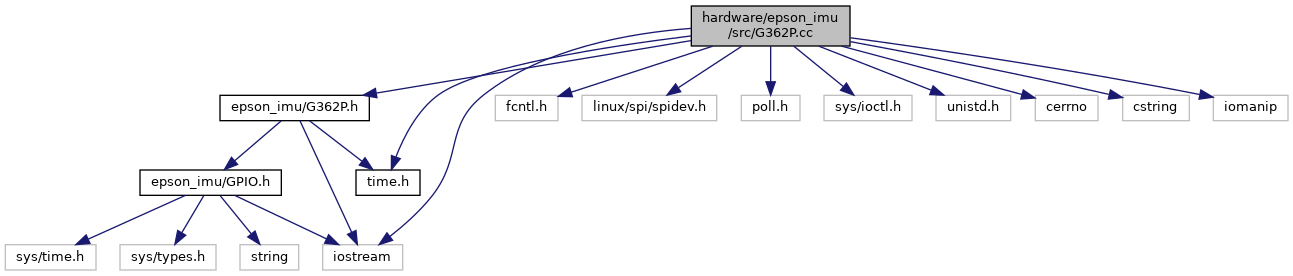 hardware/epson_imu
/src/G362P.cc
epson_imu/G362P.h
fcntl.h
linux/spi/spidev.h
poll.h
sys/ioctl.h
unistd.h
cerrno
cstring
iomanip
epson_imu/GPIO.h
time.h
sys/time.h
sys/types.h
string
iostream